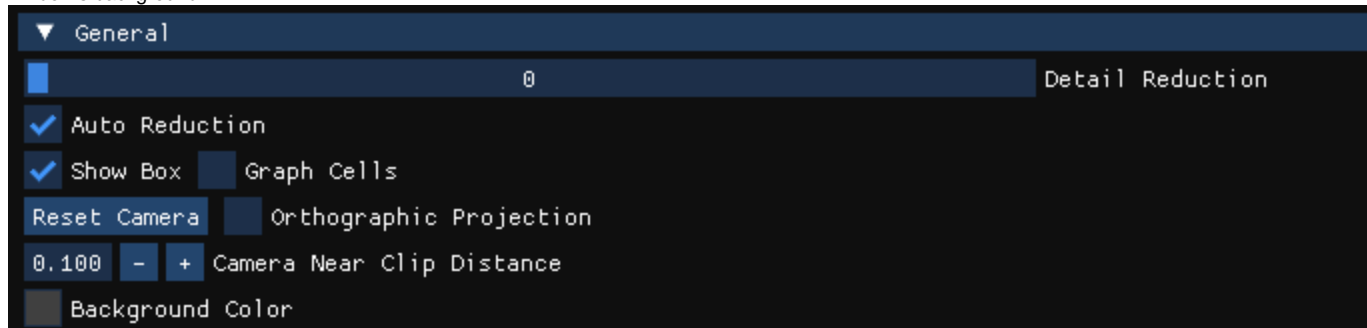 General
0 Detail Reduction
Auto Reduction
Show Box Graph Cells
Reset Camera Orthographic Projection
0.100 - + Camera Near Clip Distance
Background Color